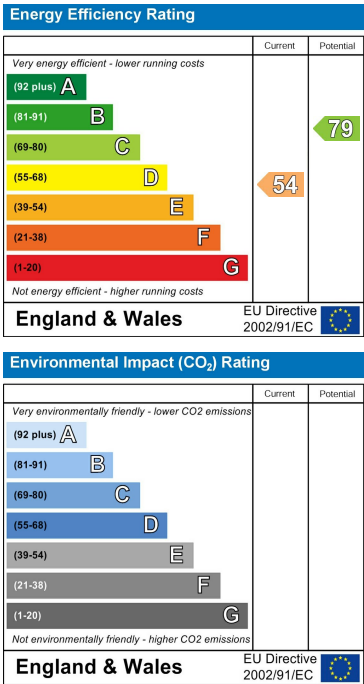 Energy Efficiency Rating
Current Potential
Very energy efficient - lower running costs
(92 plus) A
(81-91) B
(69-80) C
(55-68) D
(39-54) E
(21-38) F
(1-20) G
54
79
Not energy efficient - higher running costs
England & Wales
EU Directive
2002/91/EC
Environmental Impact (CO₂) Rating
Current Potential
Very environmentally friendly - lower CO2 emissions
(92 plus) A
(81-91) B
(69-80) C
(55-68) D
(39-54) E
(21-38) F
(1-20) G
Not environmentally friendly - higher CO2 emissions
England & Wales
EU Directive
2002/91/EC